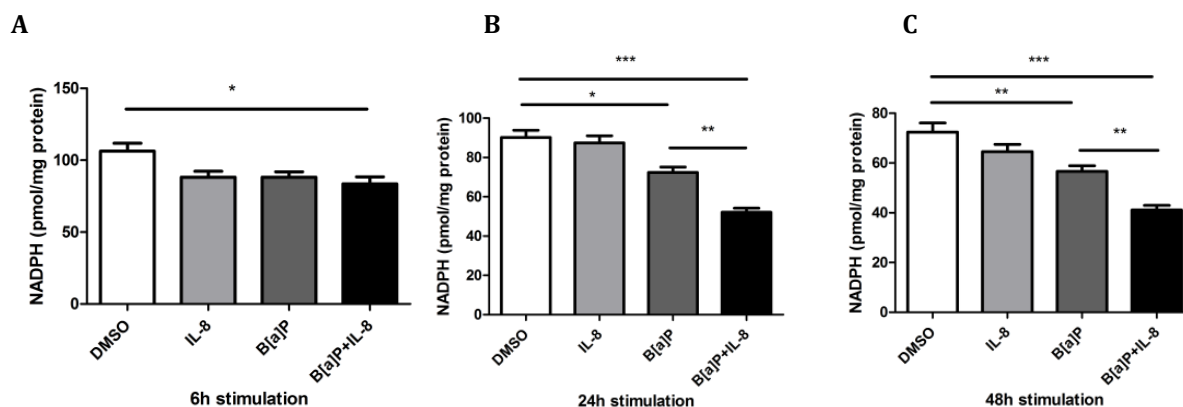 A
NADPH (pmol/mg protein)
150
100
50
0
*
DMSO
IL-8
B[a]P
B[a]P+IL-8
6h stimulation
B
NADPH (pmol/mg protein)
100
80
60
40
20
0
***
*
**
DMSO
IL-8
B[a]P
B[a]P+IL-8
24h stimulation
C
NADPH (pmol/mg protein)
80
60
40
20
0
***
**
**
DMSO
IL-8
B[a]P
B[a]P+IL-8
48h stimulation